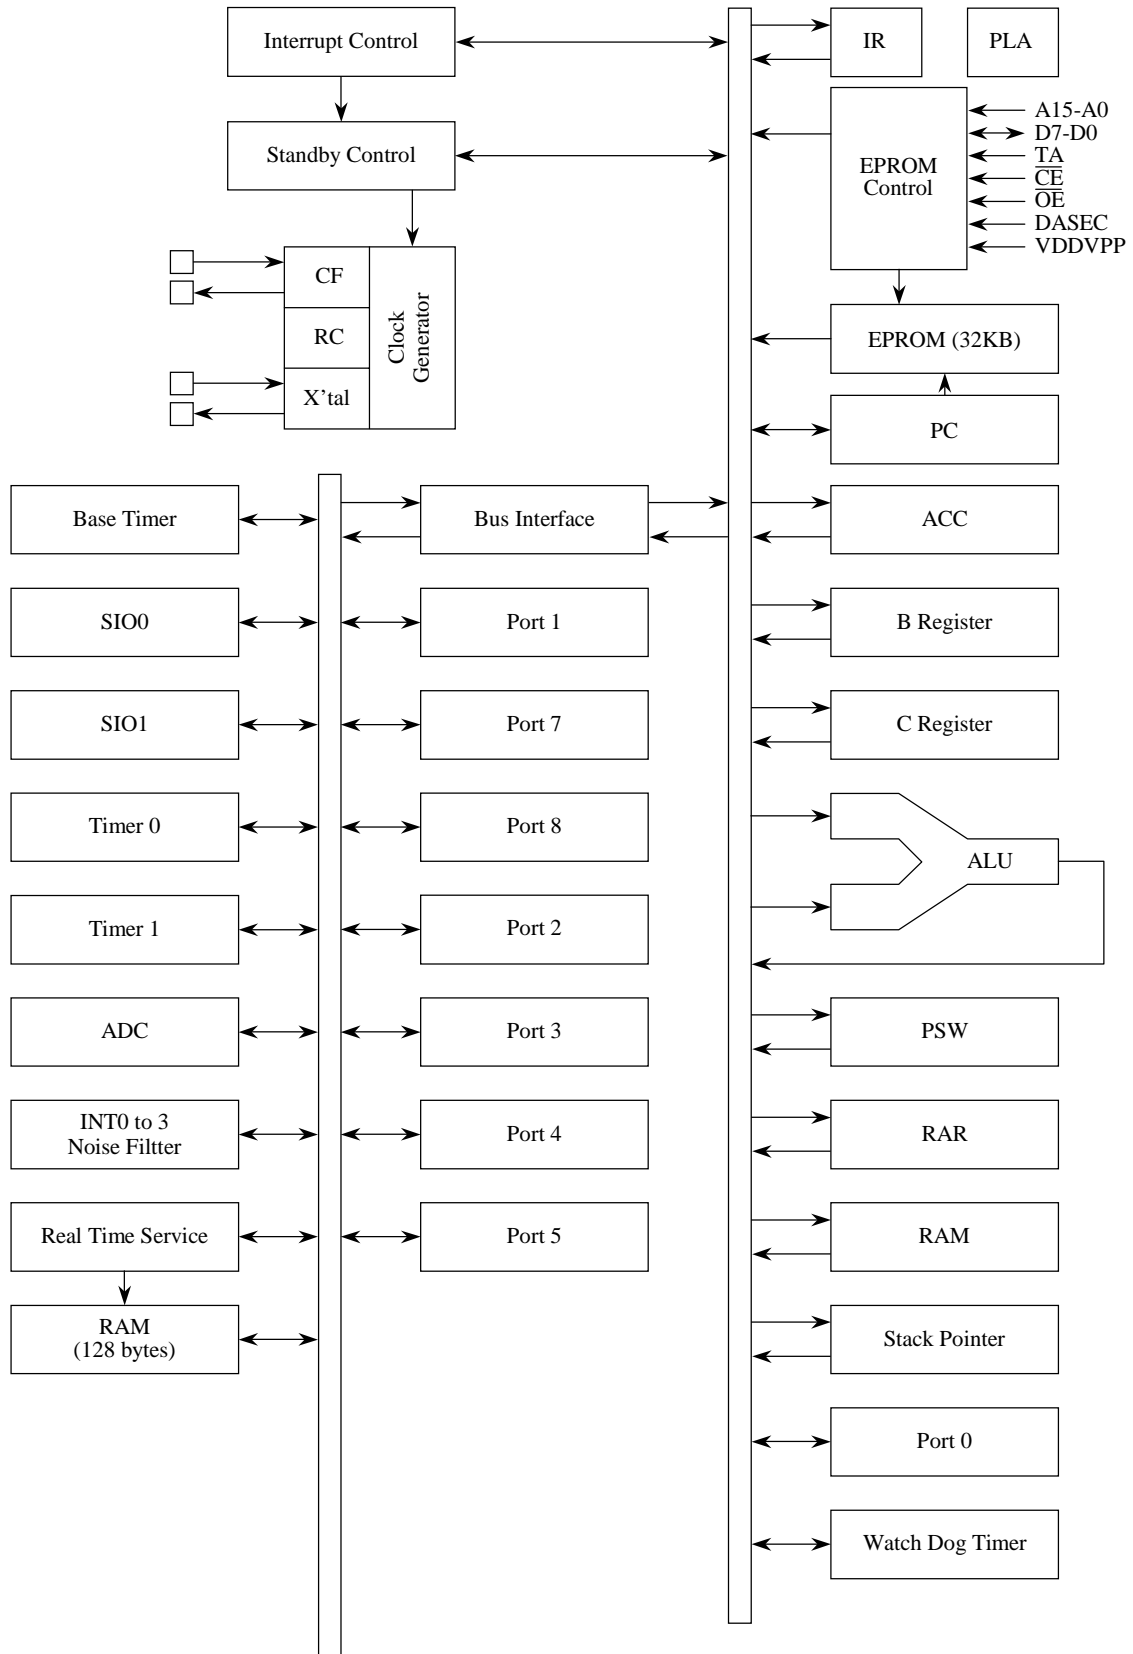 Interrupt Control
IR
PLA
Standby Control
EPROM
Control
A15-A0
D7-D0
TA
CE
OE
DASEC
VDDVPP
CF
RC
X'tal
Clock
Generator
EPROM (32KB)
PC
Base Timer
Bus Interface
ACC
SIO0
Port 1
B Register
SIO1
Port 7
C Register
Timer 0
Port 8
ALU
Timer 1
Port 2
ADC
Port 3
PSW
INT0 to 3
Noise Filtter
Port 4
RAR
Real Time Service
Port 5
RAM
RAM
(128 bytes)
Stack Pointer
Port 0
Watch Dog Timer